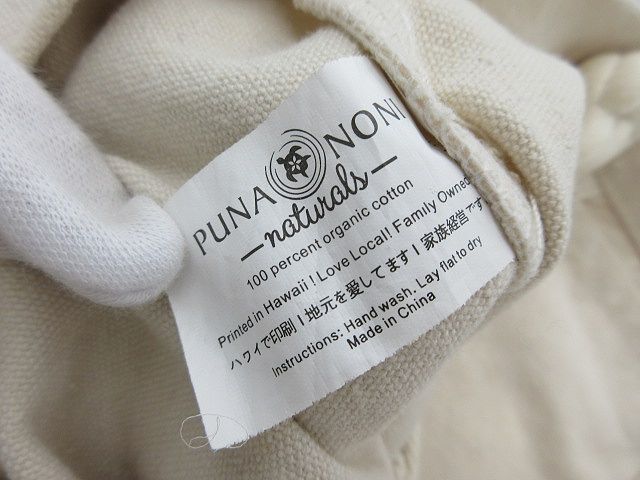 PUNA NONI
naturals
100 percent organic cotton
Printed in Hawaii ! Love Local! Family Owned
ハワイで印刷！地元を愛してます！家族経営です
Instructions: Hand wash. Lay flat to dry
Made in China